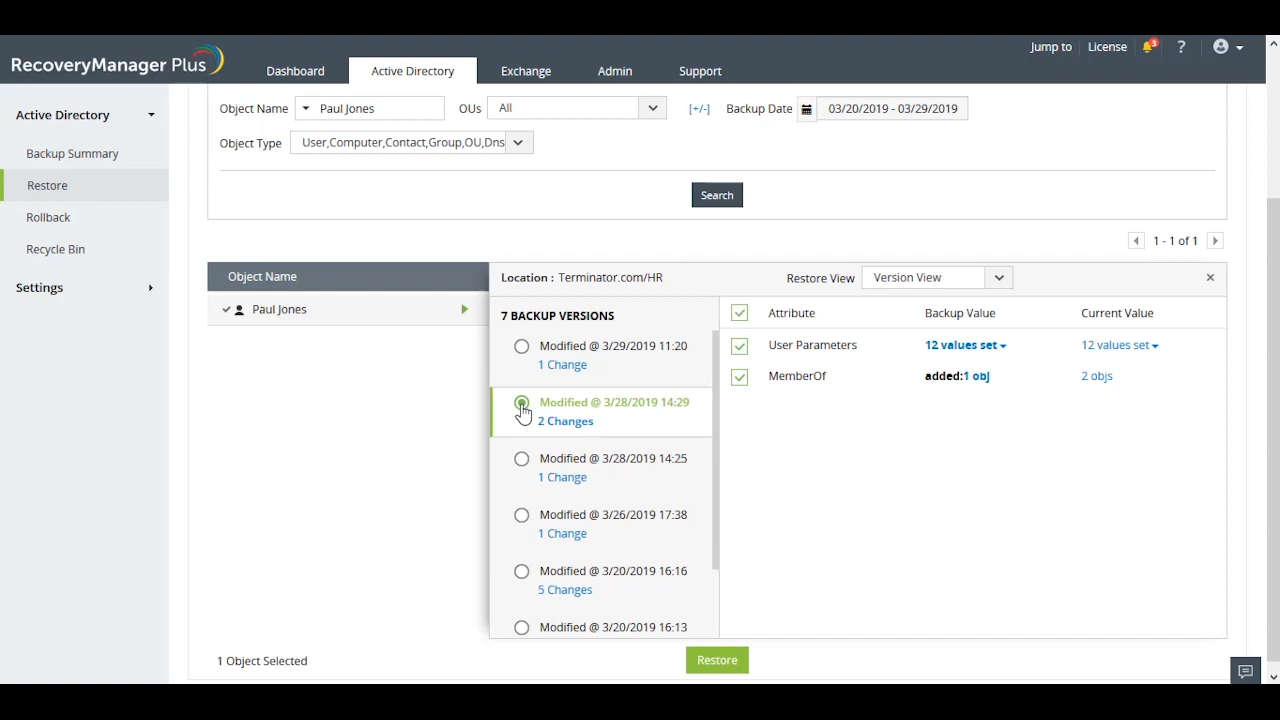 Jump to License 3 ?
RecoveryManager Plus
Dashboard Active Directory Exchange Admin Support
Active Directory
Backup Summary
Restore
Rollback
Recycle Bin
Settings
Object Name Paul Jones OUs All [+/-] Backup Date 03/20/2019 - 03/29/2019
Object Type User,Computer,Contact,Group,OU,Dns
Search
1 - 1 of 1
Object Name
Paul Jones
Location : Terminator.com/HR Restore View Version View
7 BACKUP VERSIONS
Modified @ 3/29/2019 11:20
1 Change
Modified @ 3/28/2019 14:29
2 Changes
Modified @ 3/28/2019 14:25
1 Change
Modified @ 3/26/2019 17:38
1 Change
Modified @ 3/20/2019 16:16
5 Changes
Modified @ 3/20/2019 16:13
Attribute Backup Value Current Value
User Parameters 12 values set 12 values set
MemberOf added:1 obj 2 objs
1 Object Selected
Restore